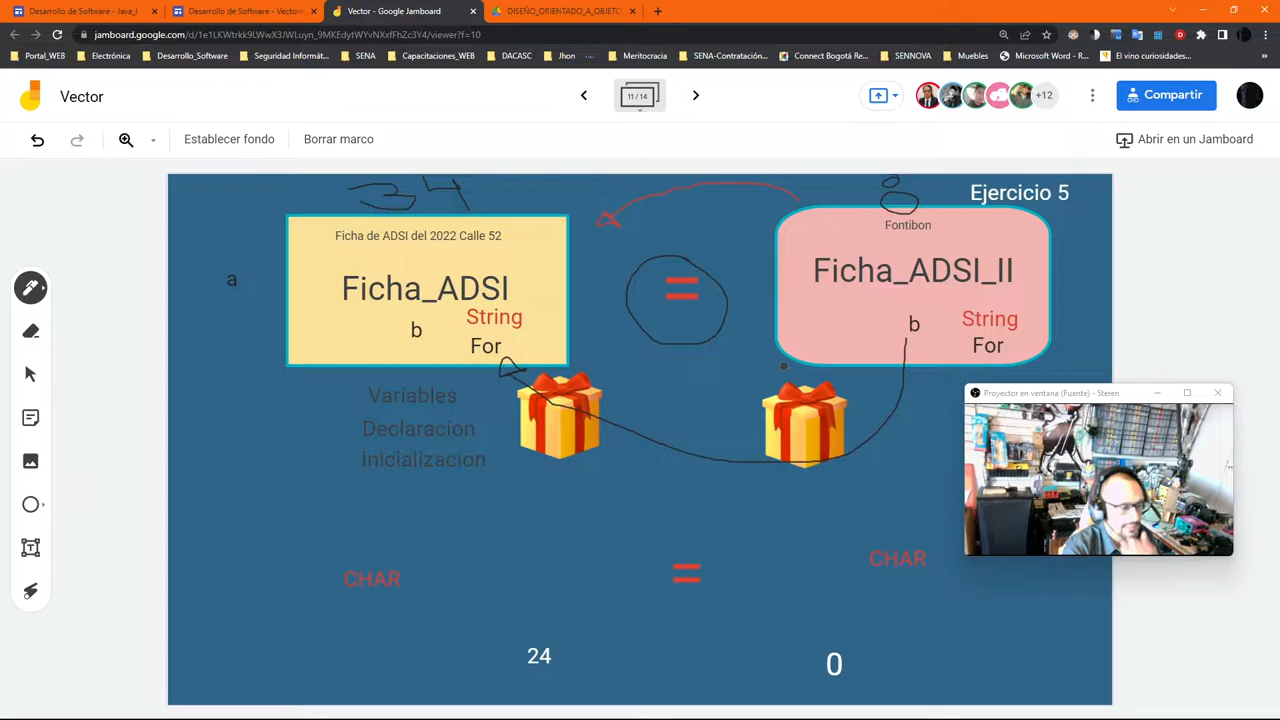 Desarrollo de Software - Java_I
Desarrollo de Software - Vectore
Vector - Google Jamboard
DISEÑO_ORIENTADO_A_OBJETO
jamboard.google.com/d/1e1LKWtrkk9LWwX3JWLuyn_9MKEdytWYvNXxfFhZc3Y4/viewer?f=10
Portal_WEB
Electrónica
Desarrollo_Software
Seguridad Informát...
SENA
Capacitaciones_WEB
DACASC
Jhon
Meritocracia
SENA-Contratación...
Connect Bogotá Re...
SENNOVA
Muebles
Microsoft Word - R...
El vino curiosidades...
Vector
11 / 14
+12
Compartir
Establecer fondo
Borrar marco
Abrir en un Jamboard
34
8
Ejercicio 5
Ficha de ADSI del 2022 Calle 52
Fontibon
a
Ficha_ADSI
=
Ficha_ADSI_II
b
String
For
b
String
For
Variables
Declaracion
Inicializacion
Proyector en ventana (Fuente) - Steren
CHAR
=
CHAR
24
0